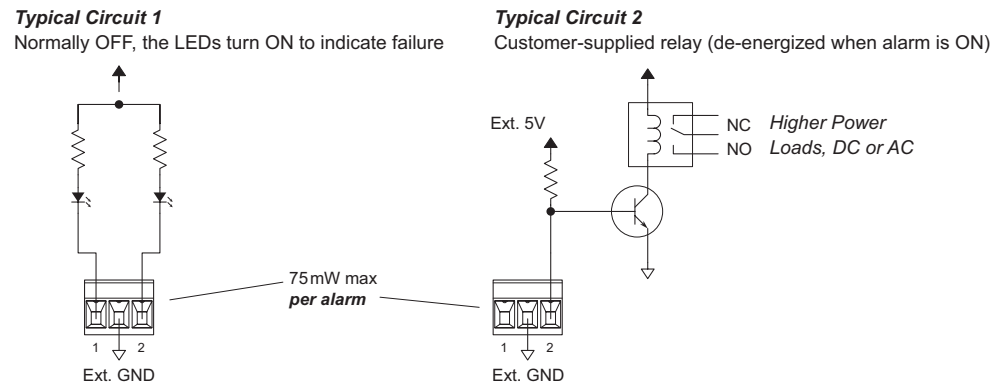 Typical Circuit 1
Normally OFF, the LEDs turn ON to indicate failure
75mW max
per alarm
1 2
Ext. GND
Typical Circuit 2
Customer-supplied relay (de-energized when alarm is ON)
Ext. 5V
NC Higher Power
NO Loads, DC or AC
1 2
Ext. GND